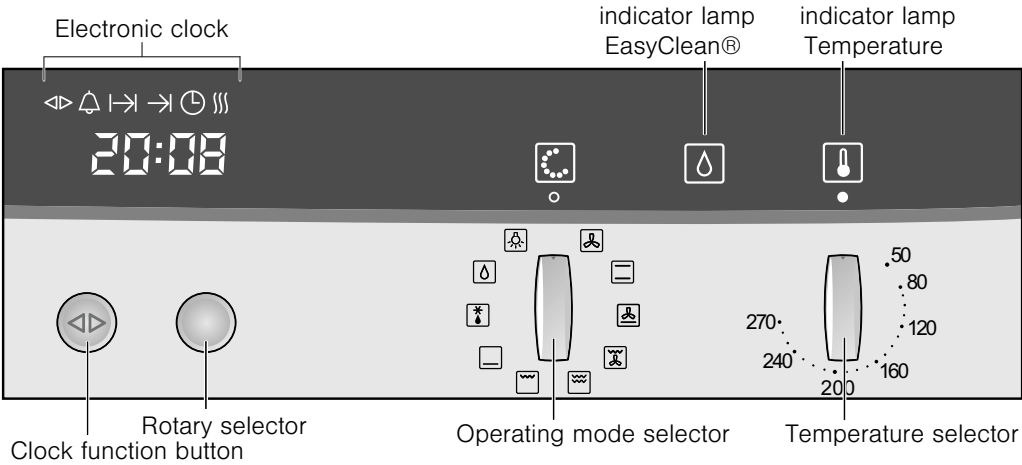 indicator lamp
EasyClean®
indicator lamp
Temperature
Electronic clock
20:08
50
80
120
160
200
240
270
Rotary selector
Clock function button
Operating mode selector
Temperature selector